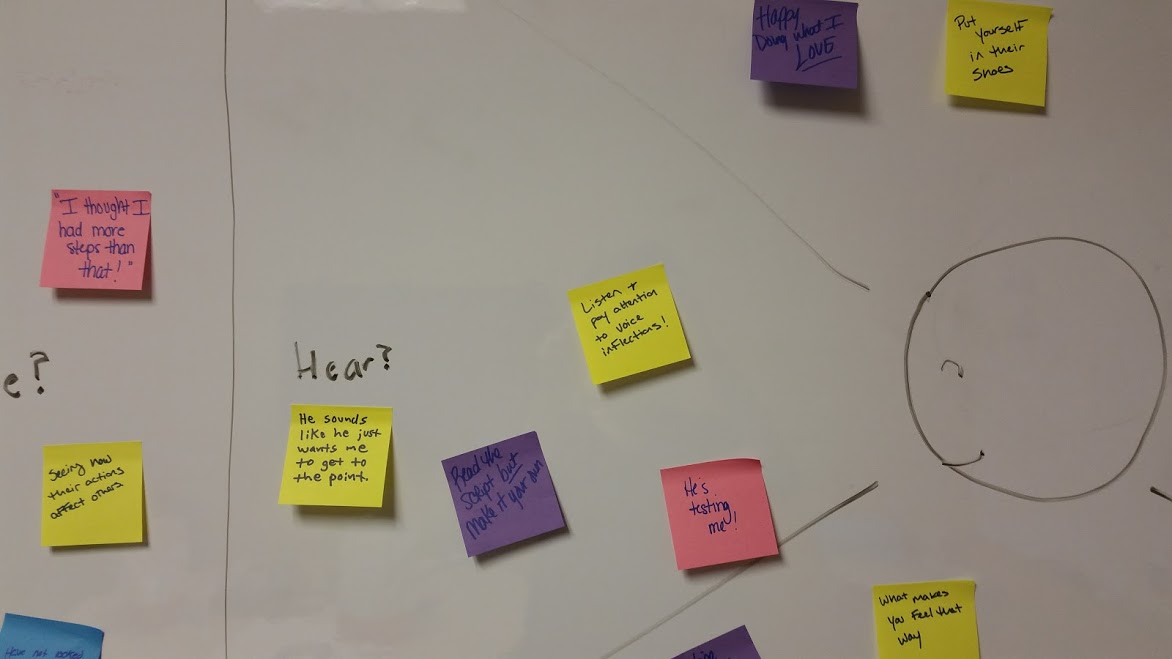 Happy
Doing what I
LOVE
Put
yourself
in their
shoes
"I thought I
had more
steps than
that!"
Listen +
pay attention
to voice
inflections!
e?
Hear?
He sounds
like he just
wants me
to get to
the point.
Seeing how
their actions
affect others
Read the
script but
make it your own
He's
testing
me!
What makes
you feel that
way
Have not